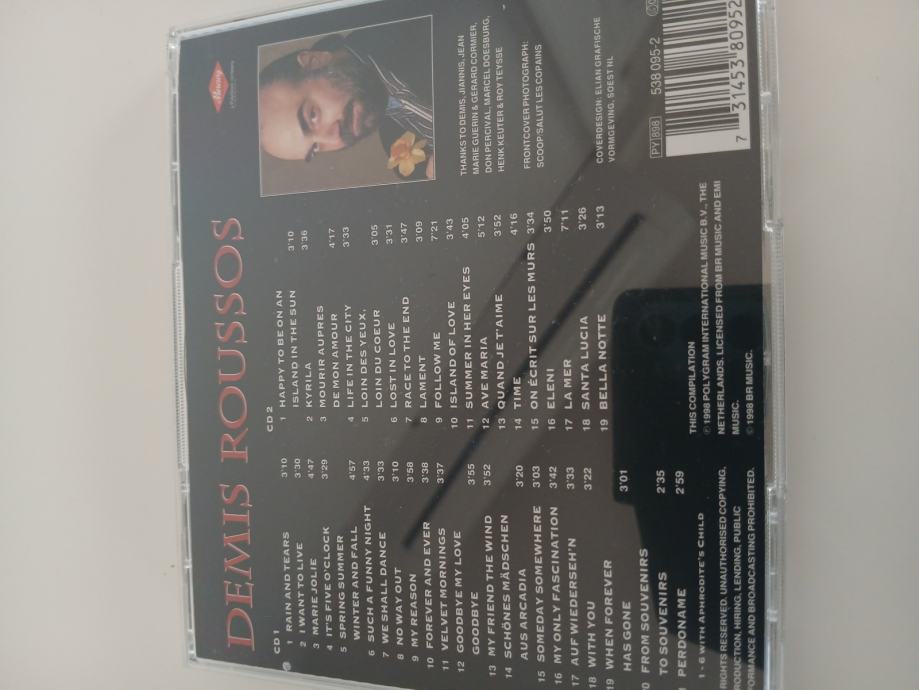 DEMIS ROUSSOS
CD 1
1 RAIN AND TEARS 3'10
2 I WANT TO LIVE 3'30
3 MARIE JOLIE 4'47
4 IT'S FIVE O'CLOCK 3'29
5 SPRING SUMMER
WINTER AND FALL 4'57
6 SUCH A FUNNY NIGHT 4'33
7 WE SHALL DANCE 3'33
8 NO WAY OUT 3'10
9 MY REASON 3'58
10 FOREVER AND EVER 3'38
11 VELVET MORNINGS 3'37
12 GOODBYE MY LOVE
GOODBYE 3'55
13 MY FRIEND THE WIND 3'52
14 SCHÖNES MÄDSCHEN
AUS ARCADIA 3'20
15 SOMEDAY SOMEWHERE 3'03
16 MY ONLY FASCINATION 3'42
17 AUF WIEDERSEH'N 3'33
18 WITH YOU 3'22
19 WHEN FOREVER
HAS GONE 3'01
0 FROM SOUVENIRS
TO SOUVENIRS 2'35
PERDONAME 2'59
1 - 6 WITH APHRODITE'S CHILD
RIGHTS RESERVED. UNAUTHORISED COPYING,
RODUCTION, HIRING, LENDING, PUBLIC
FORMANCE AND BROADCASTING PROHIBITED.
CD 2
1 HAPPY TO BE ON AN
ISLAND IN THE SUN 3'10
2 KYRILA 3'36
3 MOURIR AUPRES
DE MON AMOUR 4'17
4 LIFE IN THE CITY 3'33
5 LOIN DES YEUX,
LOIN DU COEUR 3'05
6 LOST IN LOVE 3'31
7 RACE TO THE END 3'47
8 LAMENT 3'09
9 FOLLOW ME 7'21
10 ISLAND OF LOVE 3'43
11 SUMMER IN HER EYES 4'05
12 AVE MARIA 5'12
13 QUAND JE T'AIME 3'52
14 TIME 4'16
15 ON ÉCRIT SUR LES MURS 3'34
16 ELENI 3'50
17 LA MER 7'11
18 SANTA LUCIA 3'26
19 BELLA NOTTE 3'13
THIS COMPILATION
℗ 1998 POLYGRAM INTERNATIONAL MUSIC B.V., THE
NETHERLANDS. LICENSED FROM BR MUSIC AND EMI
MUSIC.
© 1998 BR MUSIC.
THANKS TO DEMIS, JIANNIS, JEAN
MARIE GUERIN & GERARD CORMIER,
DON PERCIVAL, MARCEL DOESBURG,
HENK KEUTER & ROY TEYSSE
FRONTCOVER PHOTOGRAPH:
SCOOP/SALUT LES COPAINS
COVERDESIGN: ELIAN GRAFISCHE
VORMGEVING, SOEST NL
PY 898
538 095-2
7 31453 80952